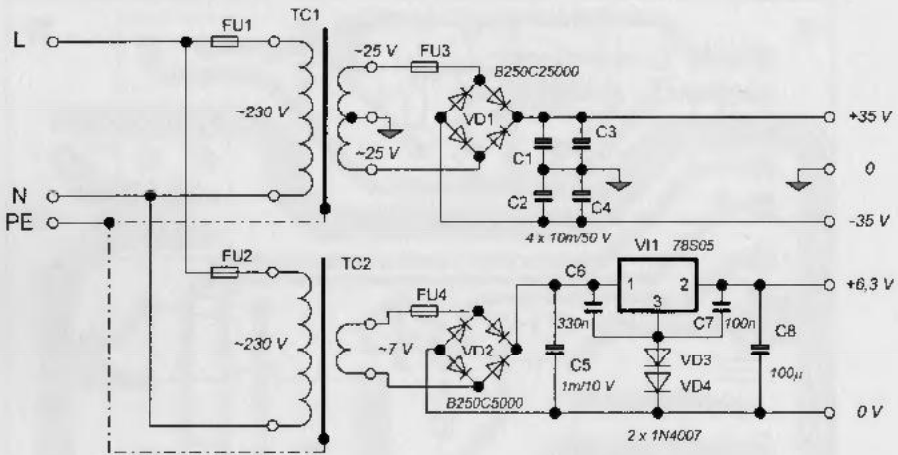 TC1
L
FU1
~25 V
FU3
B250C25000
~230 V
VD1
+35 V
C3
C1
~25 V
0
N
C2
C4
PE
-35 V
4 x 10m/50 V
FU2
TC2
VI1 78S05
C6
FU4
1
2
+6,3 V
3
330n
C7
100n
C8
~230 V
~7 V
VD2
C5
VD3
1m/10 V
VD4
100µ
B250C5000
0 V
2 x 1N4007